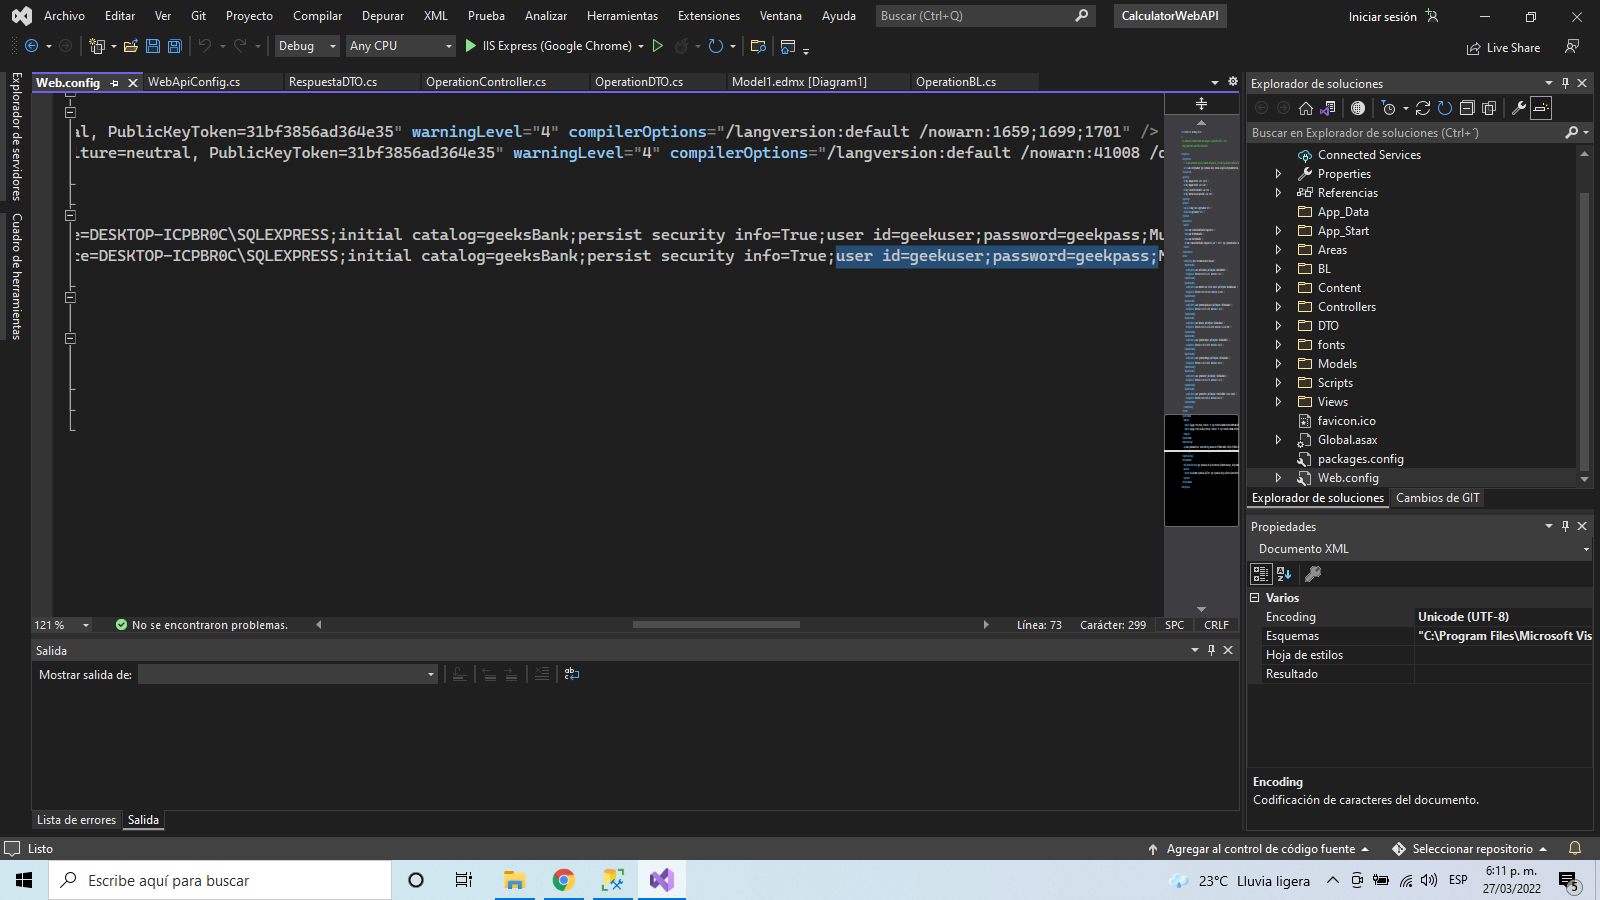 Archivo Editar Ver Git Proyecto Compilar Depurar XML Prueba Analizar Herramientas Extensiones Ventana Ayuda Buscar (Ctrl+Q) CalculatorWebAPI Iniciar sesión
Debug Any CPU IIS Express (Google Chrome) Live Share
Explorador de servidores
Cuadro de herramientas
Web.config WebApiConfig.cs RespuestaDTO.cs OperationController.cs OperationDTO.cs Model1.edmx [Diagram1] OperationBL.cs
al, PublicKeyToken=31bf3856ad364e35" warningLevel="4" compilerOptions="/langversion:default /nowarn:1659;1699;1701" />
lture=neutral, PublicKeyToken=31bf3856ad364e35" warningLevel="4" compilerOptions="/langversion:default /nowarn:41008 /
=DESKTOP-ICPBR0C\SQLEXPRESS;initial catalog=geeksBank;persist security info=True;user id=geekuser;password=geekpass;Mu
ce=DESKTOP-ICPBR0C\SQLEXPRESS;initial catalog=geeksBank;persist security info=True;user id=geekuser;password=geekpass;
121 % No se encontraron problemas. Línea: 73 Carácter: 299 SPC CRLF
Salida
Mostrar salida de:
Lista de errores Salida
Explorador de soluciones
Buscar en Explorador de soluciones (Ctrl+´)
Connected Services
Properties
Referencias
App_Data
App_Start
Areas
BL
Content
Controllers
DTO
fonts
Models
Scripts
Views
favicon.ico
Global.asax
packages.config
Web.config
Explorador de soluciones Cambios de GIT
Propiedades
Documento XML
Varios
Encoding Unicode (UTF-8)
Esquemas "C:\Program Files\Microsoft Vis
Hoja de estilos
Resultado
Encoding
Codificación de caracteres del documento.
Listo Agregar al control de código fuente Seleccionar repositorio
Escribe aquí para buscar 23°C Lluvia ligera ESP 6:11 p. m.
27/03/2022 5